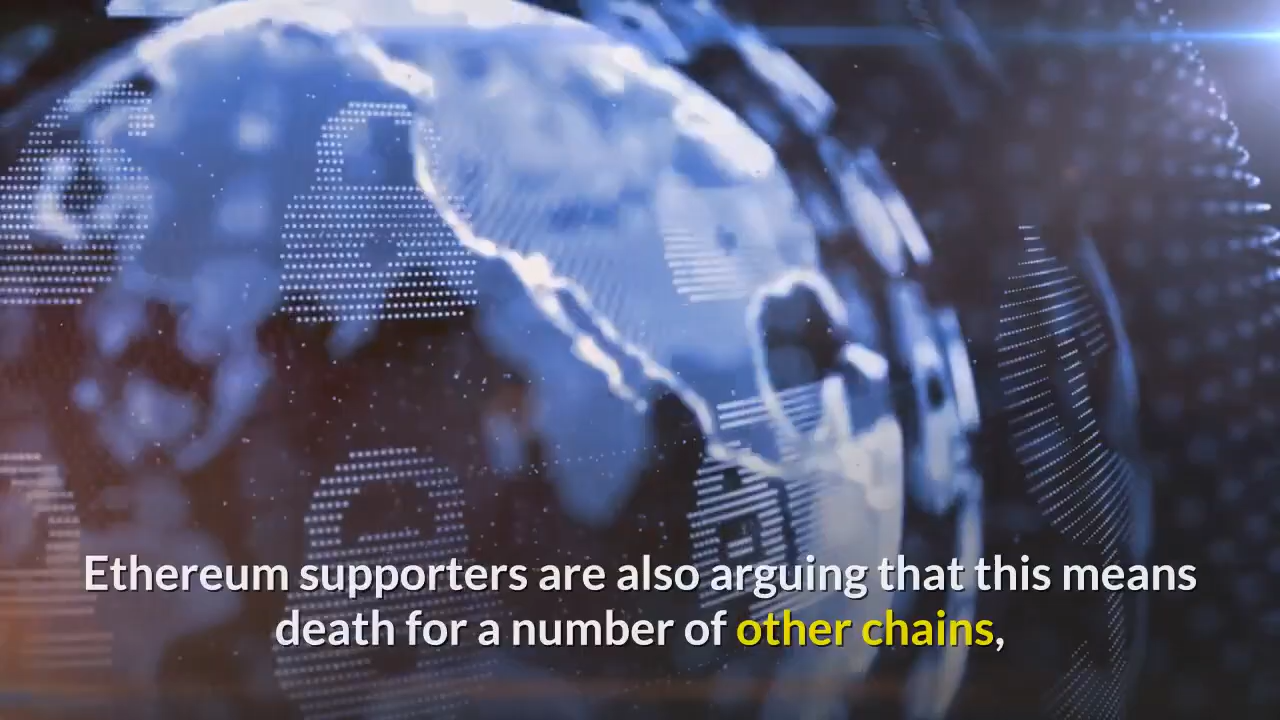 Ethereum supporters are also arguing that this means
death for a number of other chains,